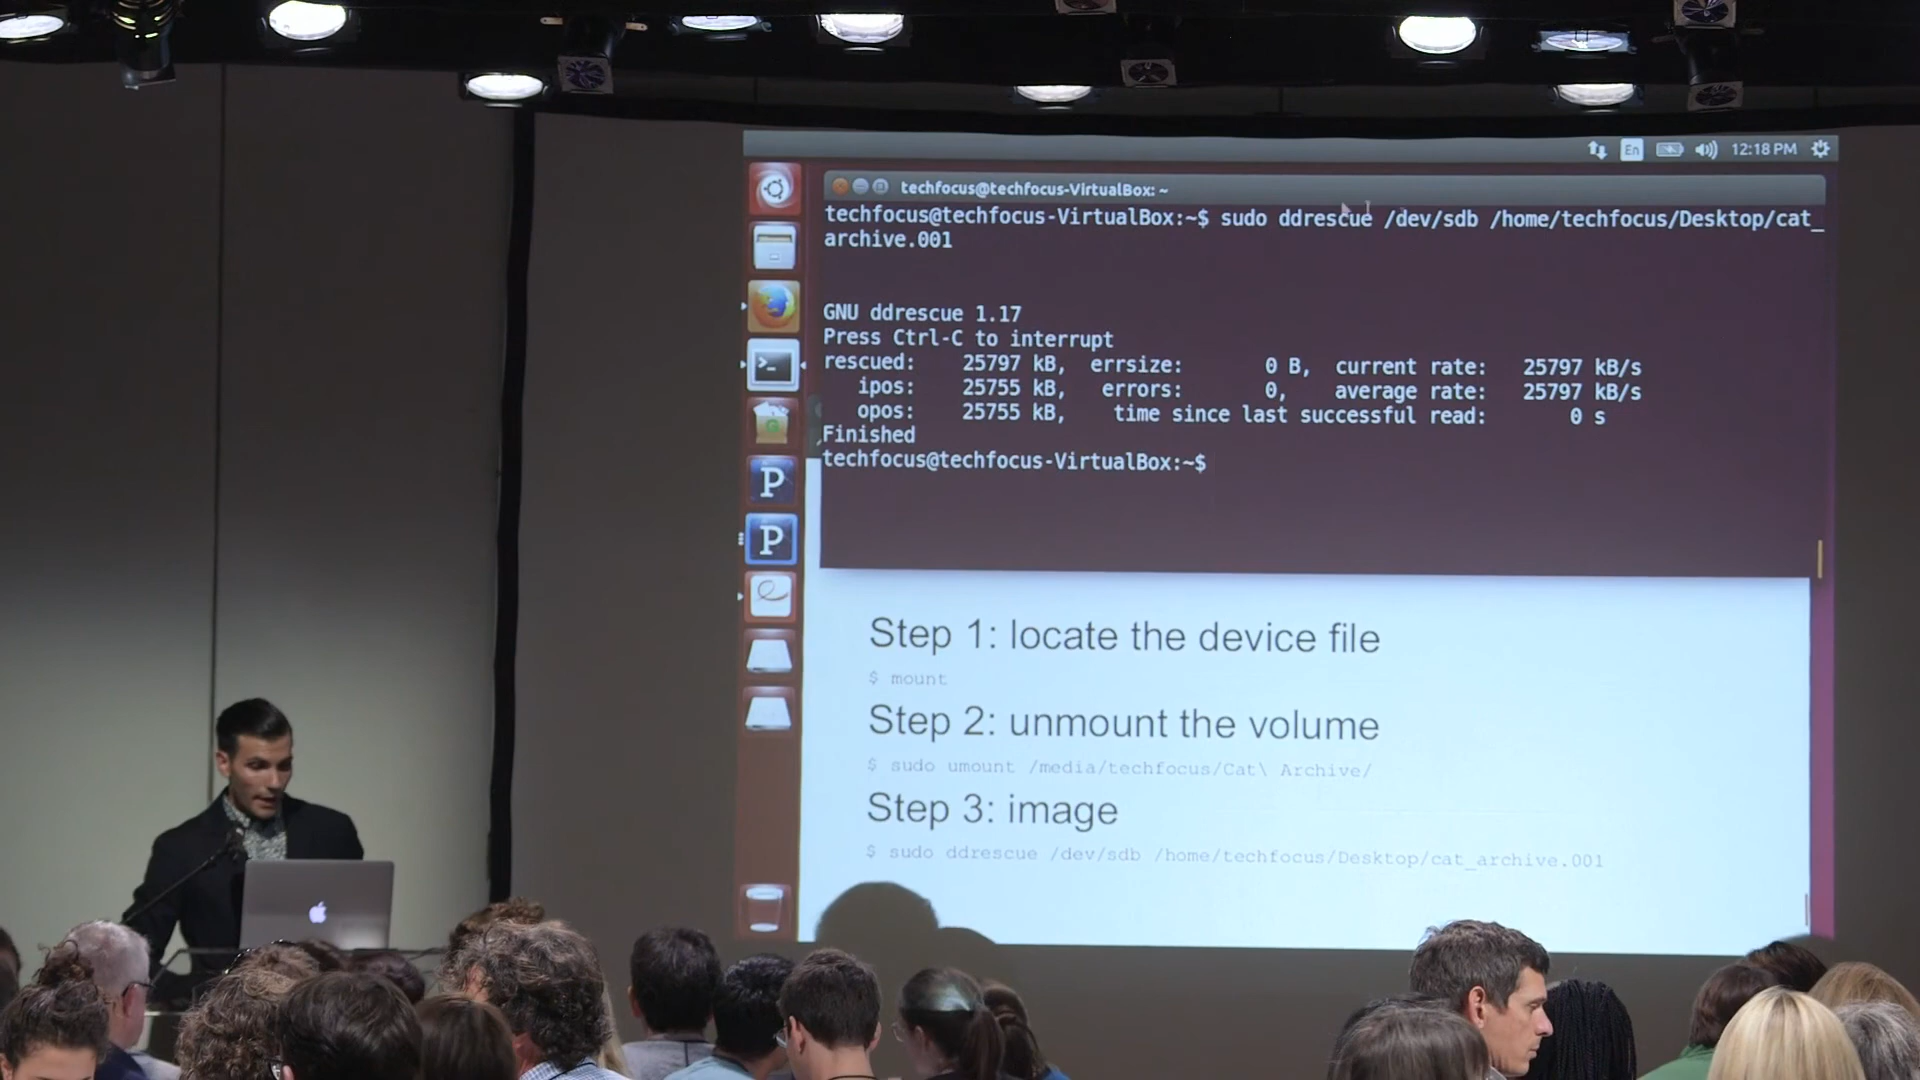 En 12:18 PM
techfocus@techfocus-VirtualBox: ~
techfocus@techfocus-VirtualBox:~$ sudo ddrescue /dev/sdb /home/techfocus/Desktop/cat_
archive.001
GNU ddrescue 1.17
Press Ctrl-C to interrupt
rescued: 25797 kB, errsize: 0 B, current rate: 25797 kB/s
ipos: 25755 kB, errors: 0, average rate: 25797 kB/s
opos: 25755 kB, time since last successful read: 0 s
Finished
techfocus@techfocus-VirtualBox:~$
P
P
Step 1: locate the device file
$ mount
Step 2: unmount the volume
$ sudo umount /media/techfocus/Cat\ Archive/
Step 3: image
$ sudo ddrescue /dev/sdb /home/techfocus/Desktop/cat_archive.001